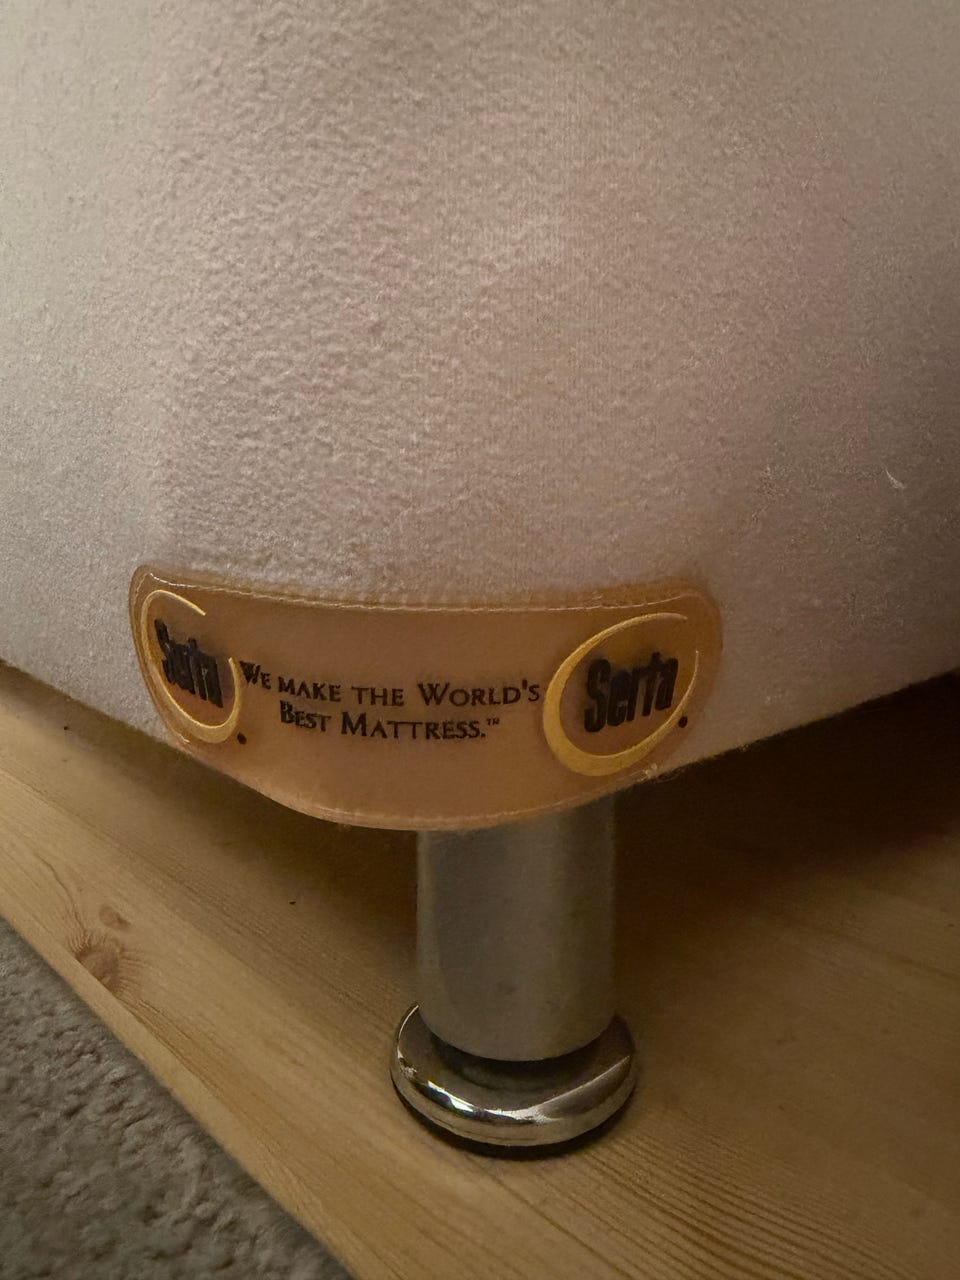 Serta
We make the World's
Best Mattress.™
Serta